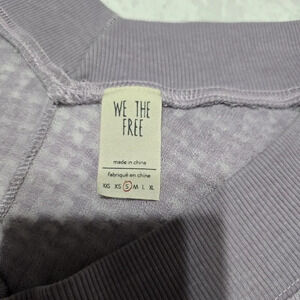 WE THE
FREE
made in china
fabriqué en chine
XXS XS S M L XL